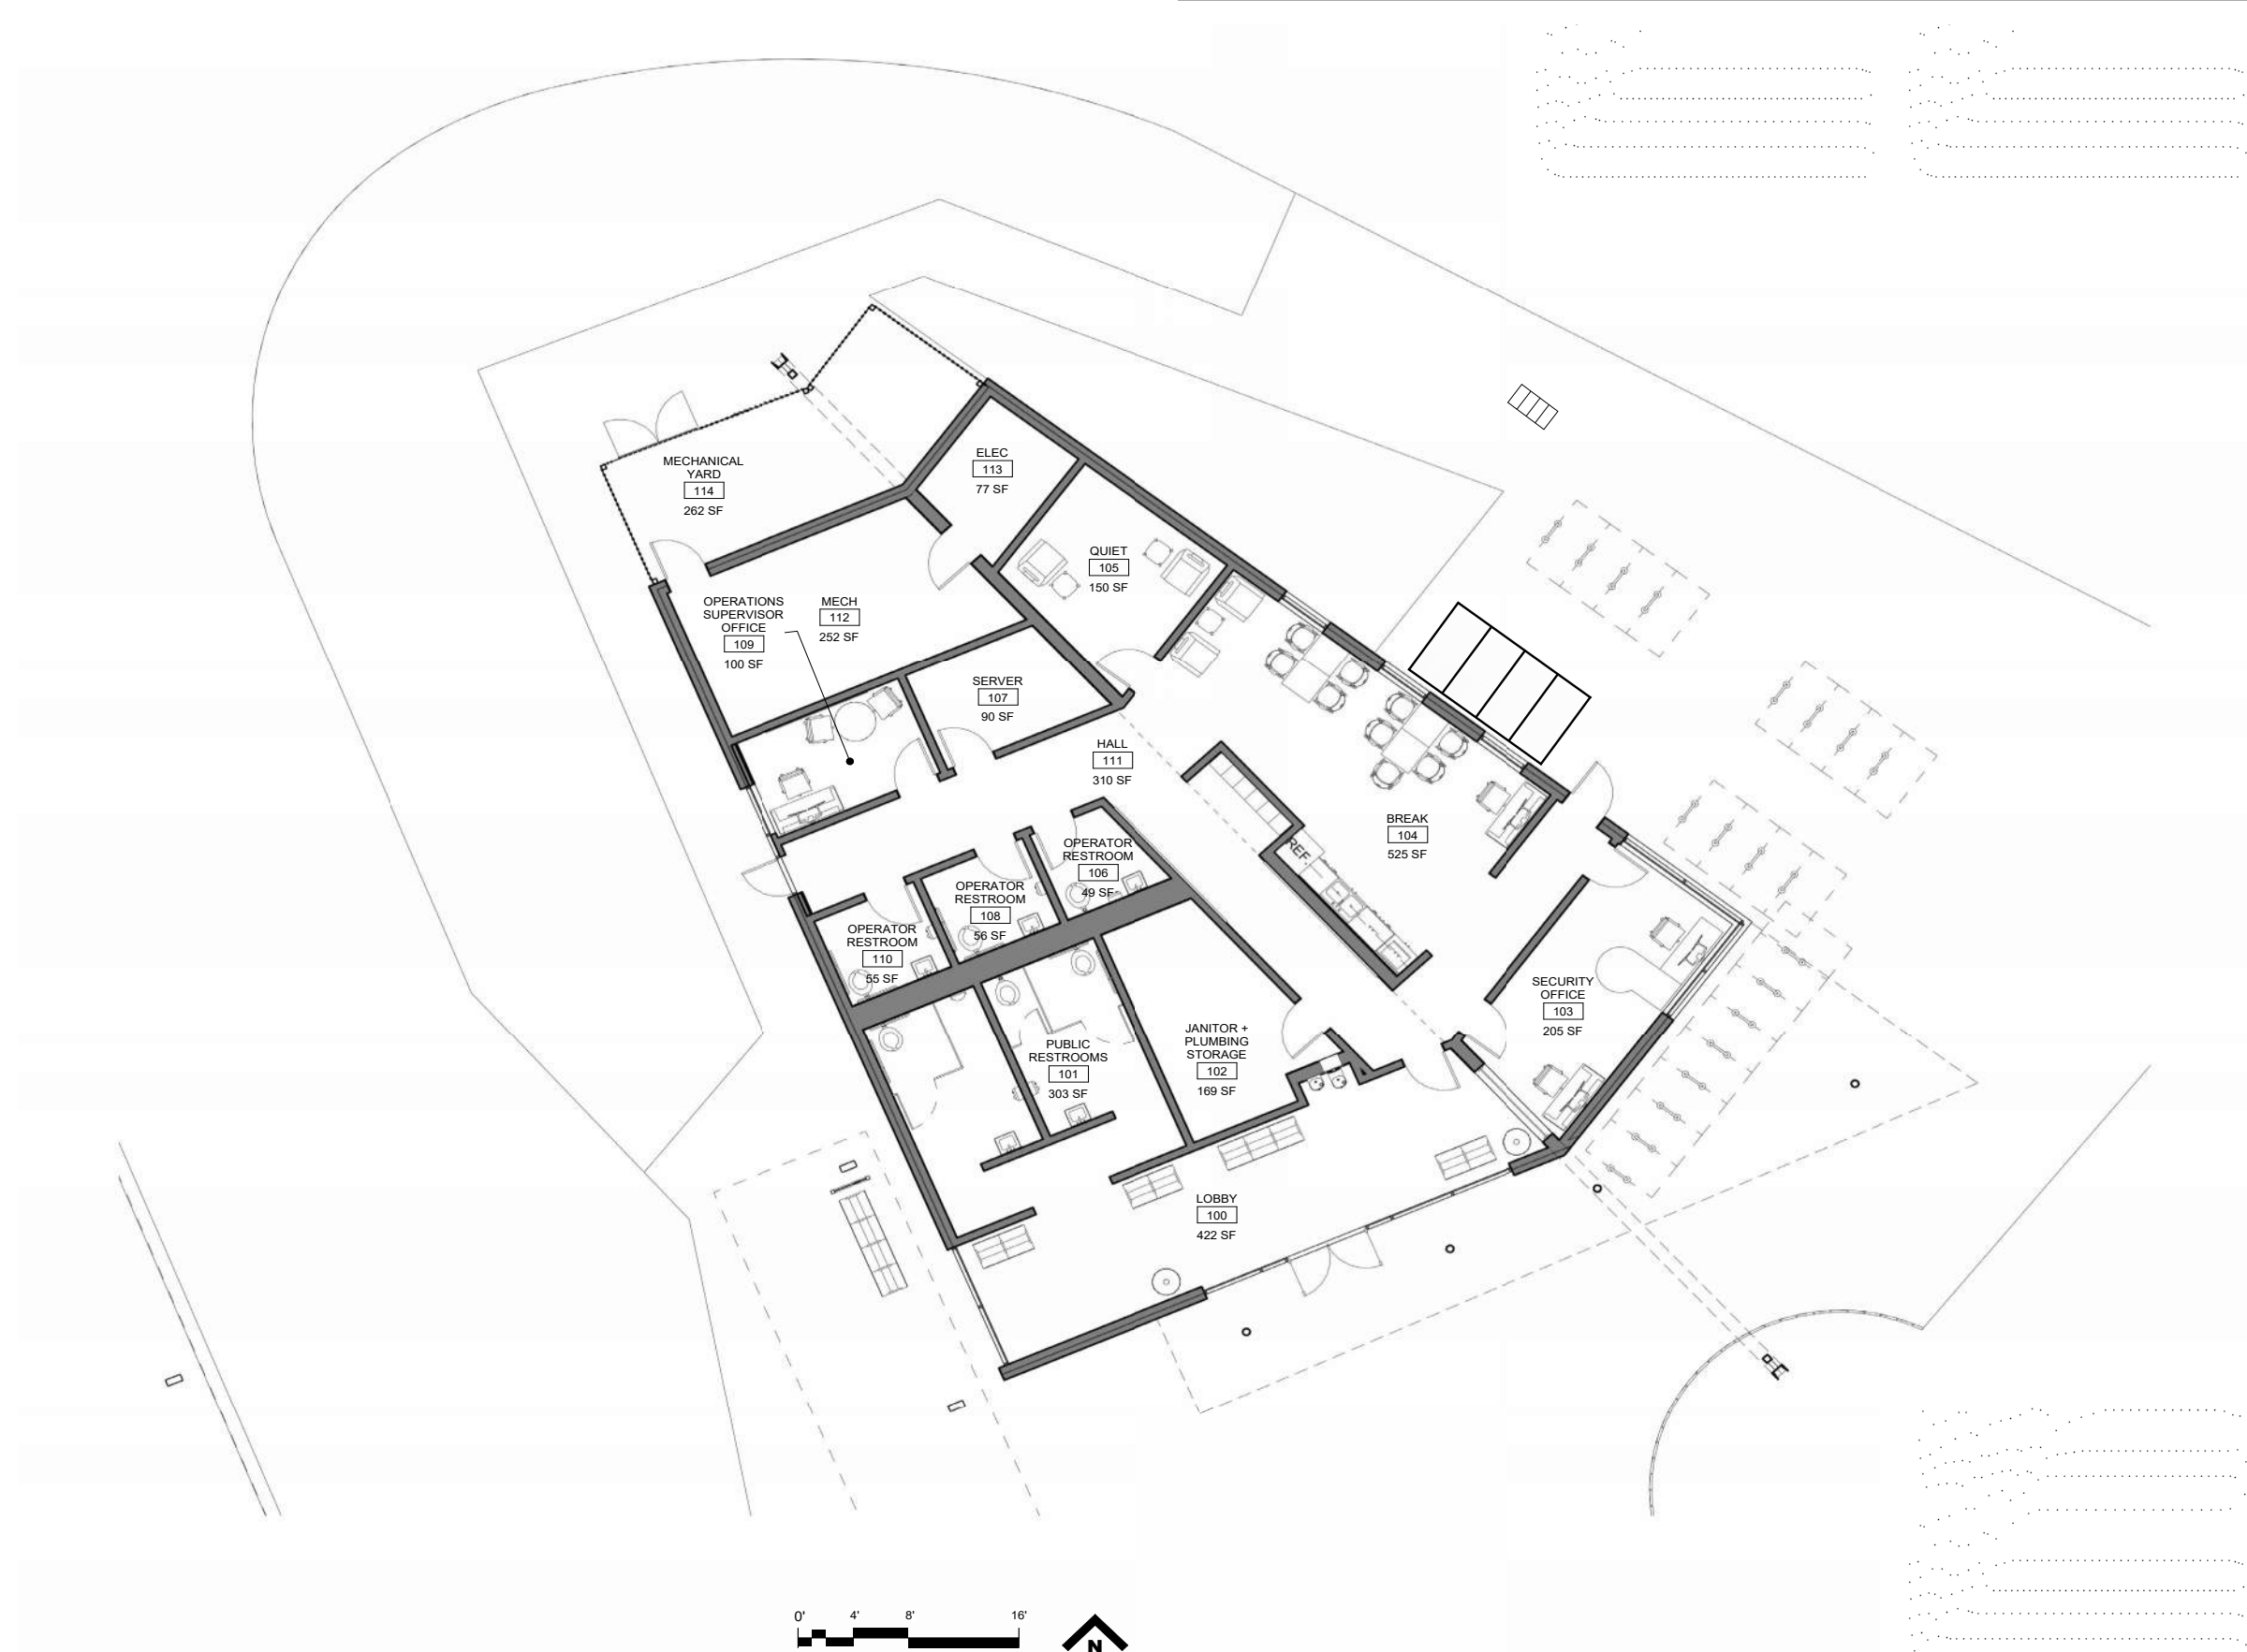 ELEC
113
77 SF
MECHANICAL
YARD
114
262 SF
QUIET
105
150 SF
OPERATIONS
SUPERVISOR
OFFICE
109
100 SF
MECH
112
252 SF
SERVER
107
90 SF
HALL
111
310 SF
BREAK
104
525 SF
REF.
OPERATOR
RESTROOM
106
49 SF
OPERATOR
RESTROOM
108
56 SF
OPERATOR
RESTROOM
110
55 SF
SECURITY
OFFICE
103
205 SF
JANITOR +
PLUMBING
STORAGE
102
169 SF
PUBLIC
RESTROOMS
101
303 SF
LOBBY
100
422 SF
0' 4' 8' 16'
N